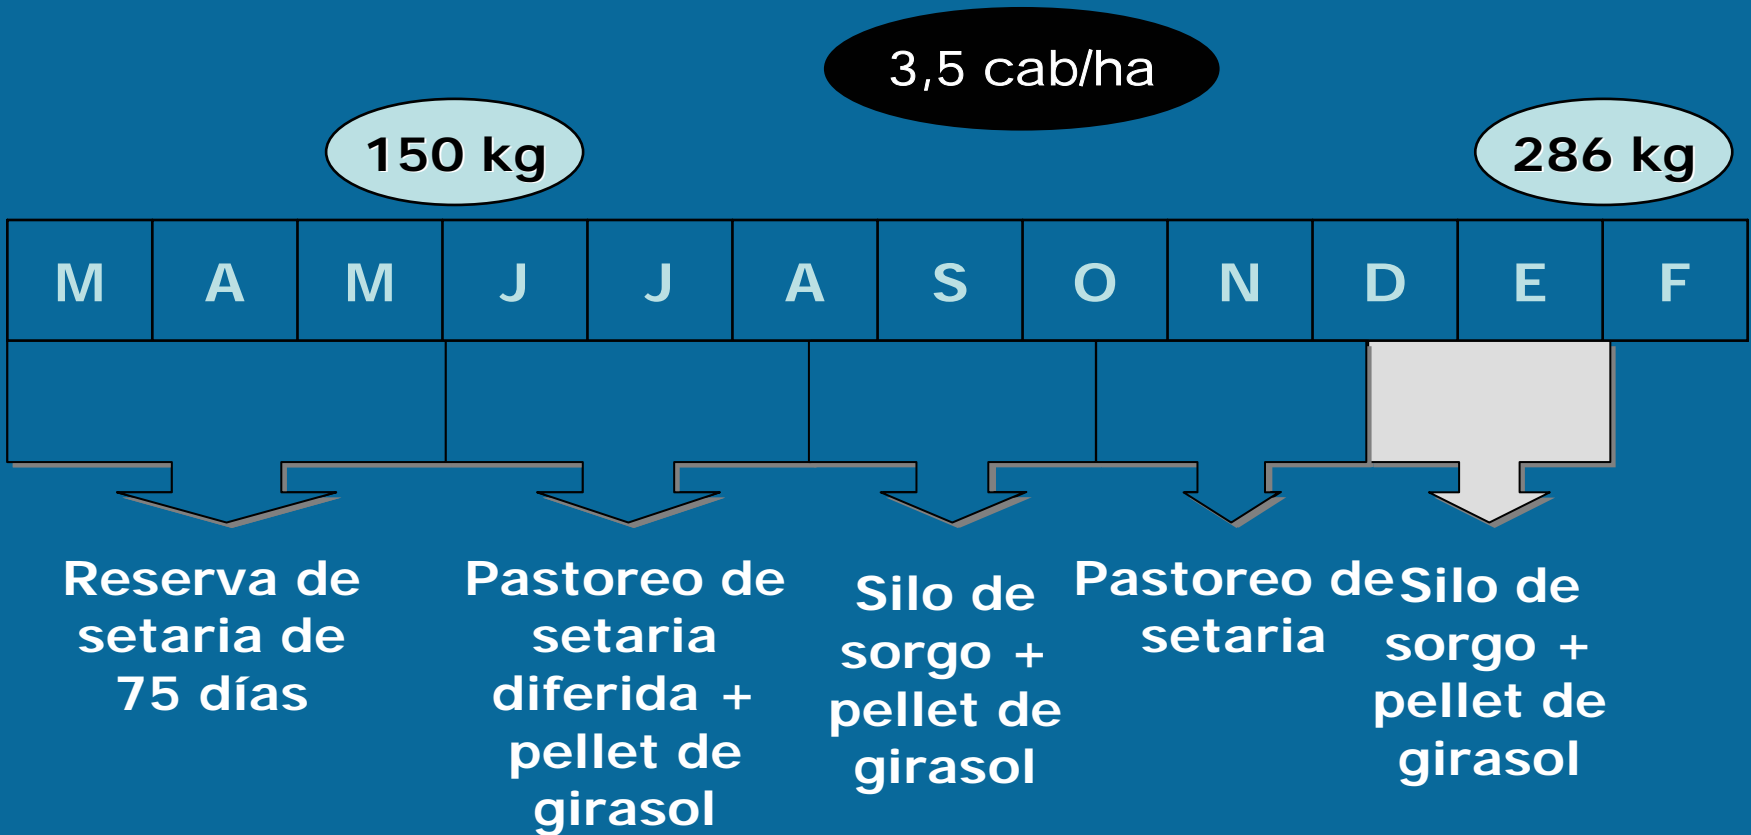 3,5 cab/ha
150 kg
286 kg
M A M J J A S O N D E F
Reserva de
setaria de
75 días
Pastoreo de
setaria
diferida +
pellet de
girasol
Silo de
sorgo +
pellet de
girasol
Pastoreo de
setaria
Silo de
sorgo +
pellet de
girasol